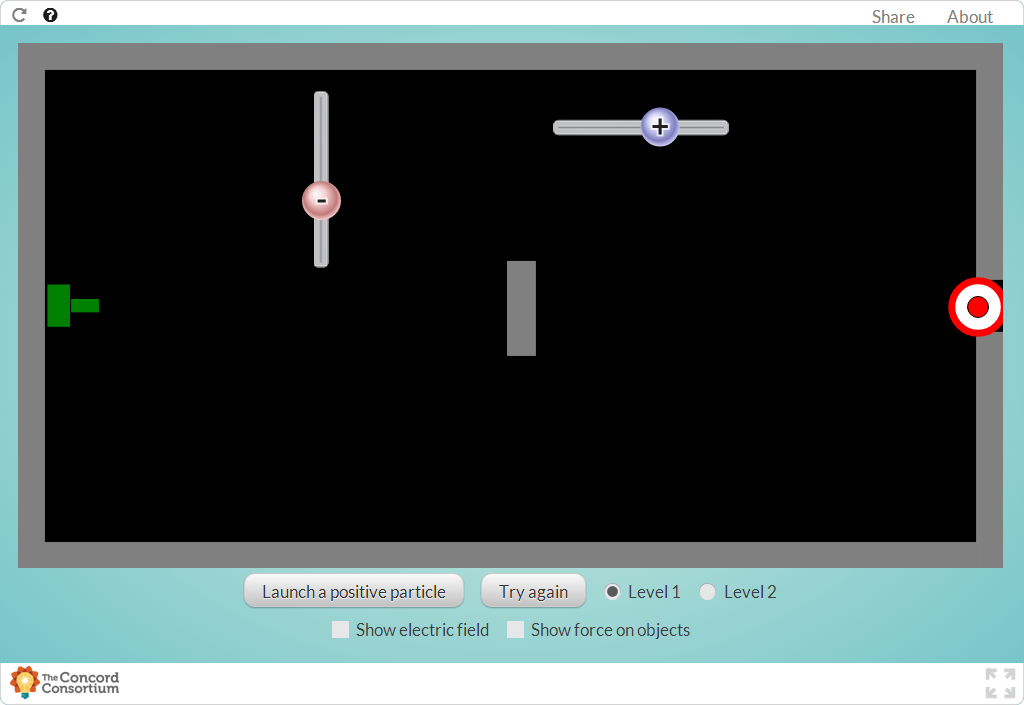 Share About
-
+
Launch a positive particle Try again Level 1 Level 2
Show electric field Show force on objects
The Concord
Consortium